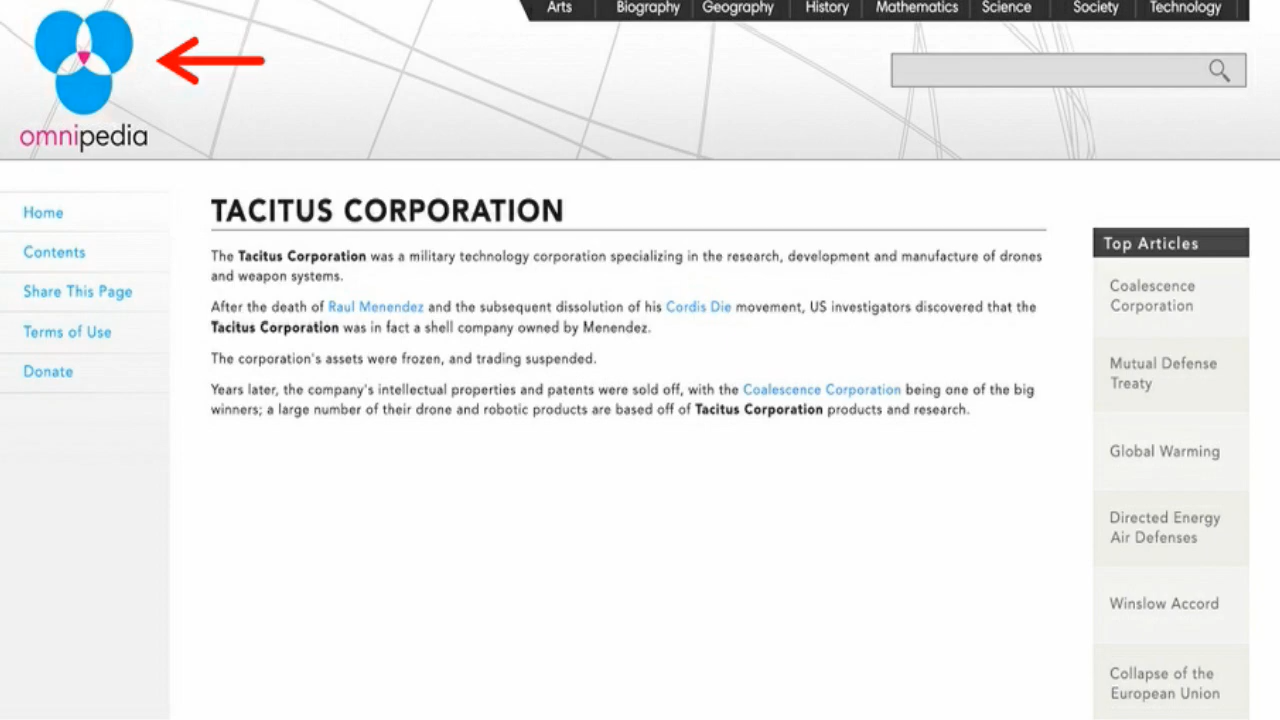 Arts Biography Geography History Mathematics Science Society Technology
omnipedia
Home
Contents
Share This Page
Terms of Use
Donate
TACITUS CORPORATION
The Tacitus Corporation was a military technology corporation specializing in the research, development and manufacture of drones
and weapon systems.
After the death of Raul Menendez and the subsequent dissolution of his Cordis Die movement, US investigators discovered that the
Tacitus Corporation was in fact a shell company owned by Menendez.
The corporation's assets were frozen, and trading suspended.
Years later, the company's intellectual properties and patents were sold off, with the Coalescence Corporation being one of the big
winners; a large number of their drone and robotic products are based off of Tacitus Corporation products and research.
Top Articles
Coalescence
Corporation
Mutual Defense
Treaty
Global Warming
Directed Energy
Air Defenses
Winslow Accord
Collapse of the
European Union